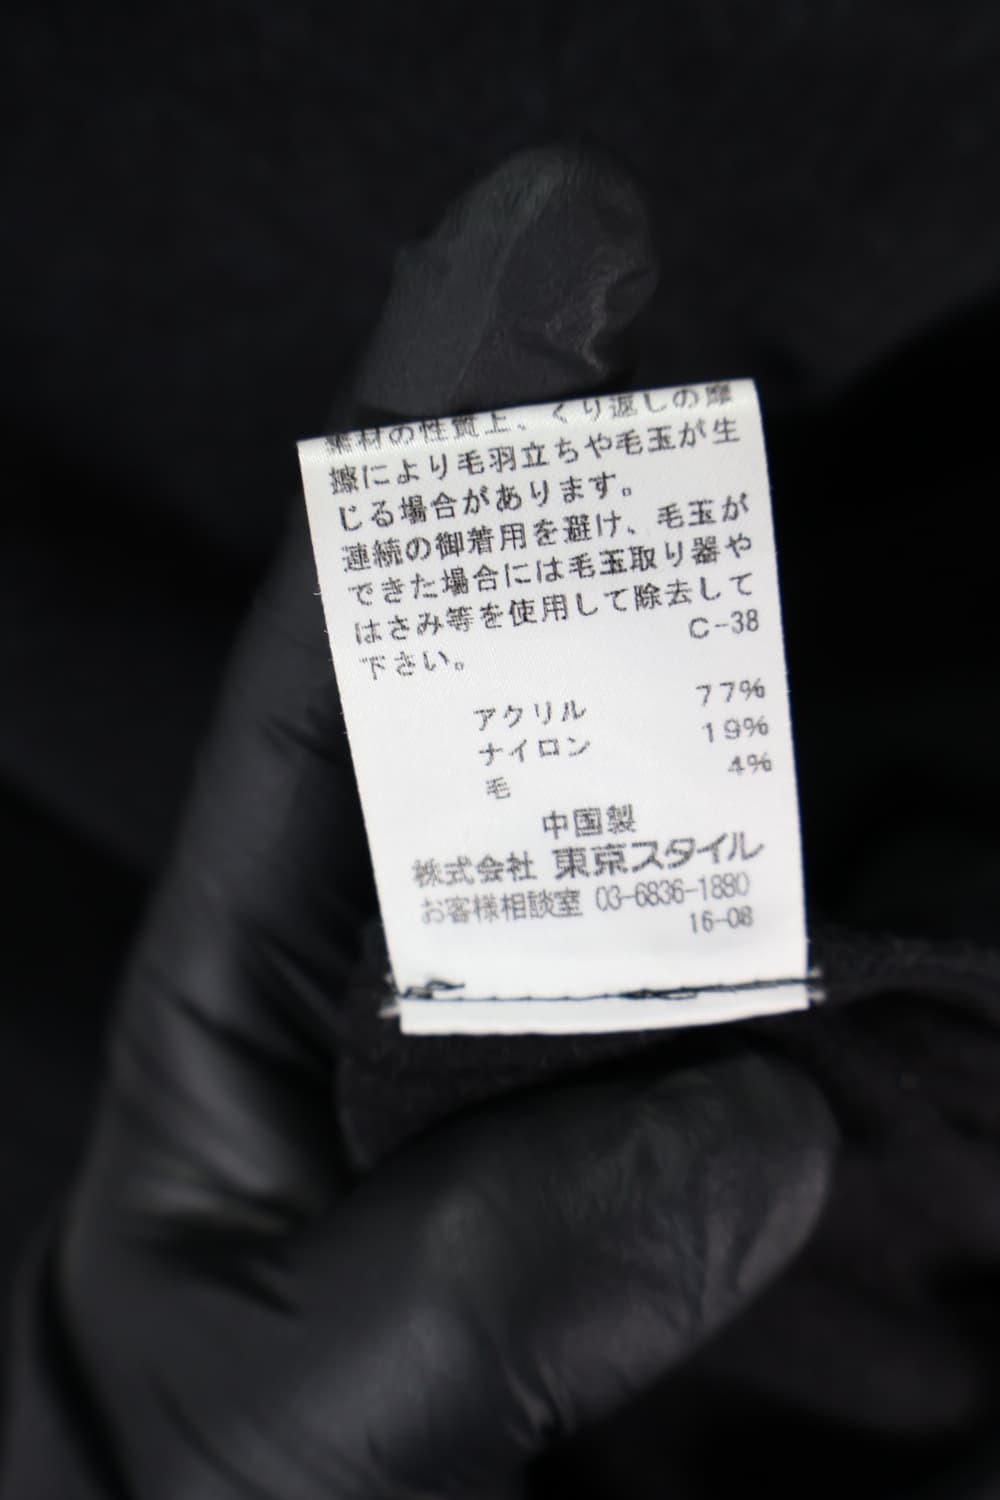 素材の性質上、くり返しの摩
擦により毛羽立ちや毛玉が生
じる場合があります。
連続の御着用を避け、毛玉が
できた場合には毛玉取り器や
はさみ等を使用して除去して
下さい。
C-38
アクリル 77%
ナイロン 19%
毛 4%
中国製
株式会社 東京スタイル
お客様相談室 03-6836-1880
16-08